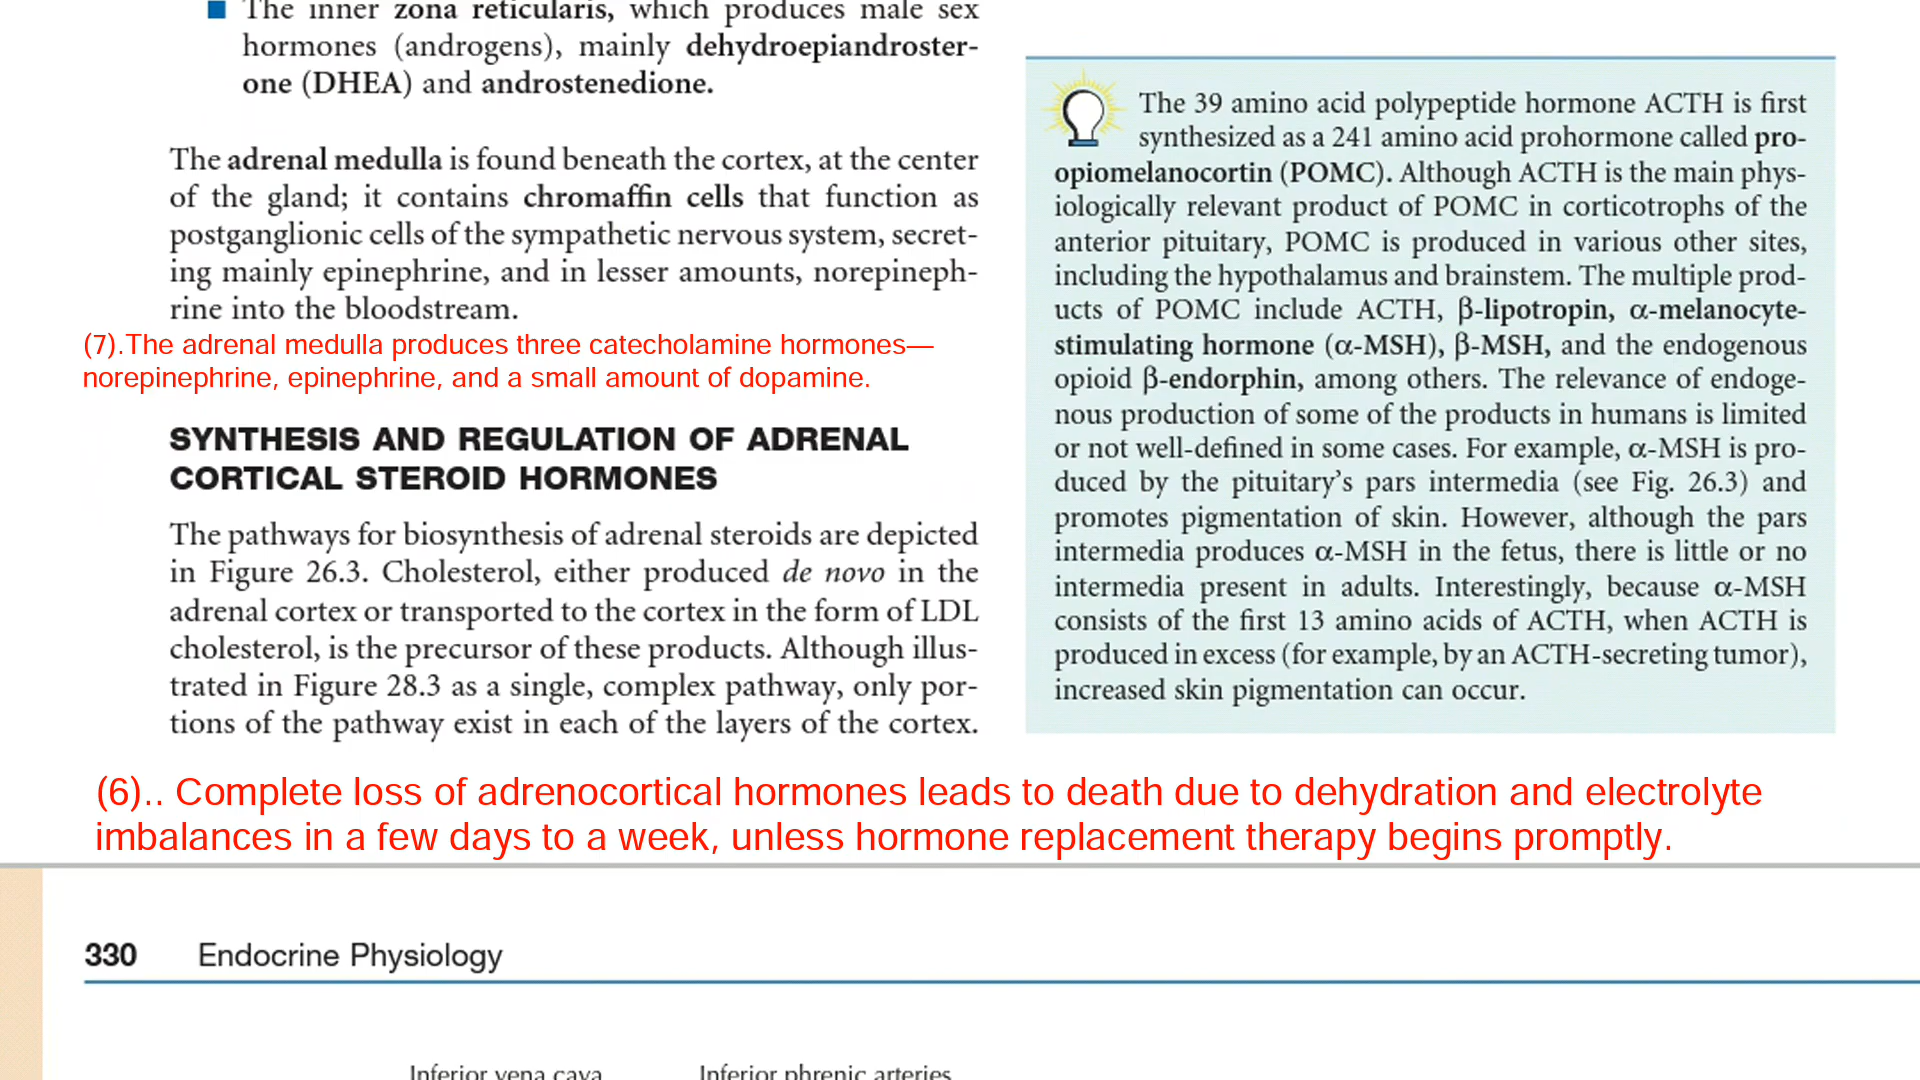 The inner zona reticularis, which produces male sex
hormones (androgens), mainly dehydroepiandroster-
one (DHEA) and androstenedione.
The adrenal medulla is found beneath the cortex, at the center
of the gland; it contains chromaffin cells that function as
postganglionic cells of the sympathetic nervous system, secret-
ing mainly epinephrine, and in lesser amounts, norepineph-
rine into the bloodstream.
(7).The adrenal medulla produces three catecholamine hormones—
norepinephrine, epinephrine, and a small amount of dopamine.
SYNTHESIS AND REGULATION OF ADRENAL
CORTICAL STEROID HORMONES
The pathways for biosynthesis of adrenal steroids are depicted
in Figure 26.3. Cholesterol, either produced de novo in the
adrenal cortex or transported to the cortex in the form of LDL
cholesterol, is the precursor of these products. Although illus-
trated in Figure 28.3 as a single, complex pathway, only por-
tions of the pathway exist in each of the layers of the cortex.
The 39 amino acid polypeptide hormone ACTH is first
synthesized as a 241 amino acid prohormone called pro-
opiomelanocortin (POMC). Although ACTH is the main phys-
iologically relevant product of POMC in corticotrophs of the
anterior pituitary, POMC is produced in various other sites,
including the hypothalamus and brainstem. The multiple prod-
ucts of POMC include ACTH, β-lipotropin, α-melanocyte-
stimulating hormone (α-MSH), β-MSH, and the endogenous
opioid β-endorphin, among others. The relevance of endoge-
nous production of some of the products in humans is limited
or not well-defined in some cases. For example, α-MSH is pro-
duced by the pituitary's pars intermedia (see Fig. 26.3) and
promotes pigmentation of skin. However, although the pars
intermedia produces α-MSH in the fetus, there is little or no
intermedia present in adults. Interestingly, because α-MSH
consists of the first 13 amino acids of ACTH, when ACTH is
produced in excess (for example, by an ACTH-secreting tumor),
increased skin pigmentation can occur.
(6).. Complete loss of adrenocortical hormones leads to death due to dehydration and electrolyte
imbalances in a few days to a week, unless hormone replacement therapy begins promptly.
330 Endocrine Physiology
Inferior vena cava Inferior phrenic arteries